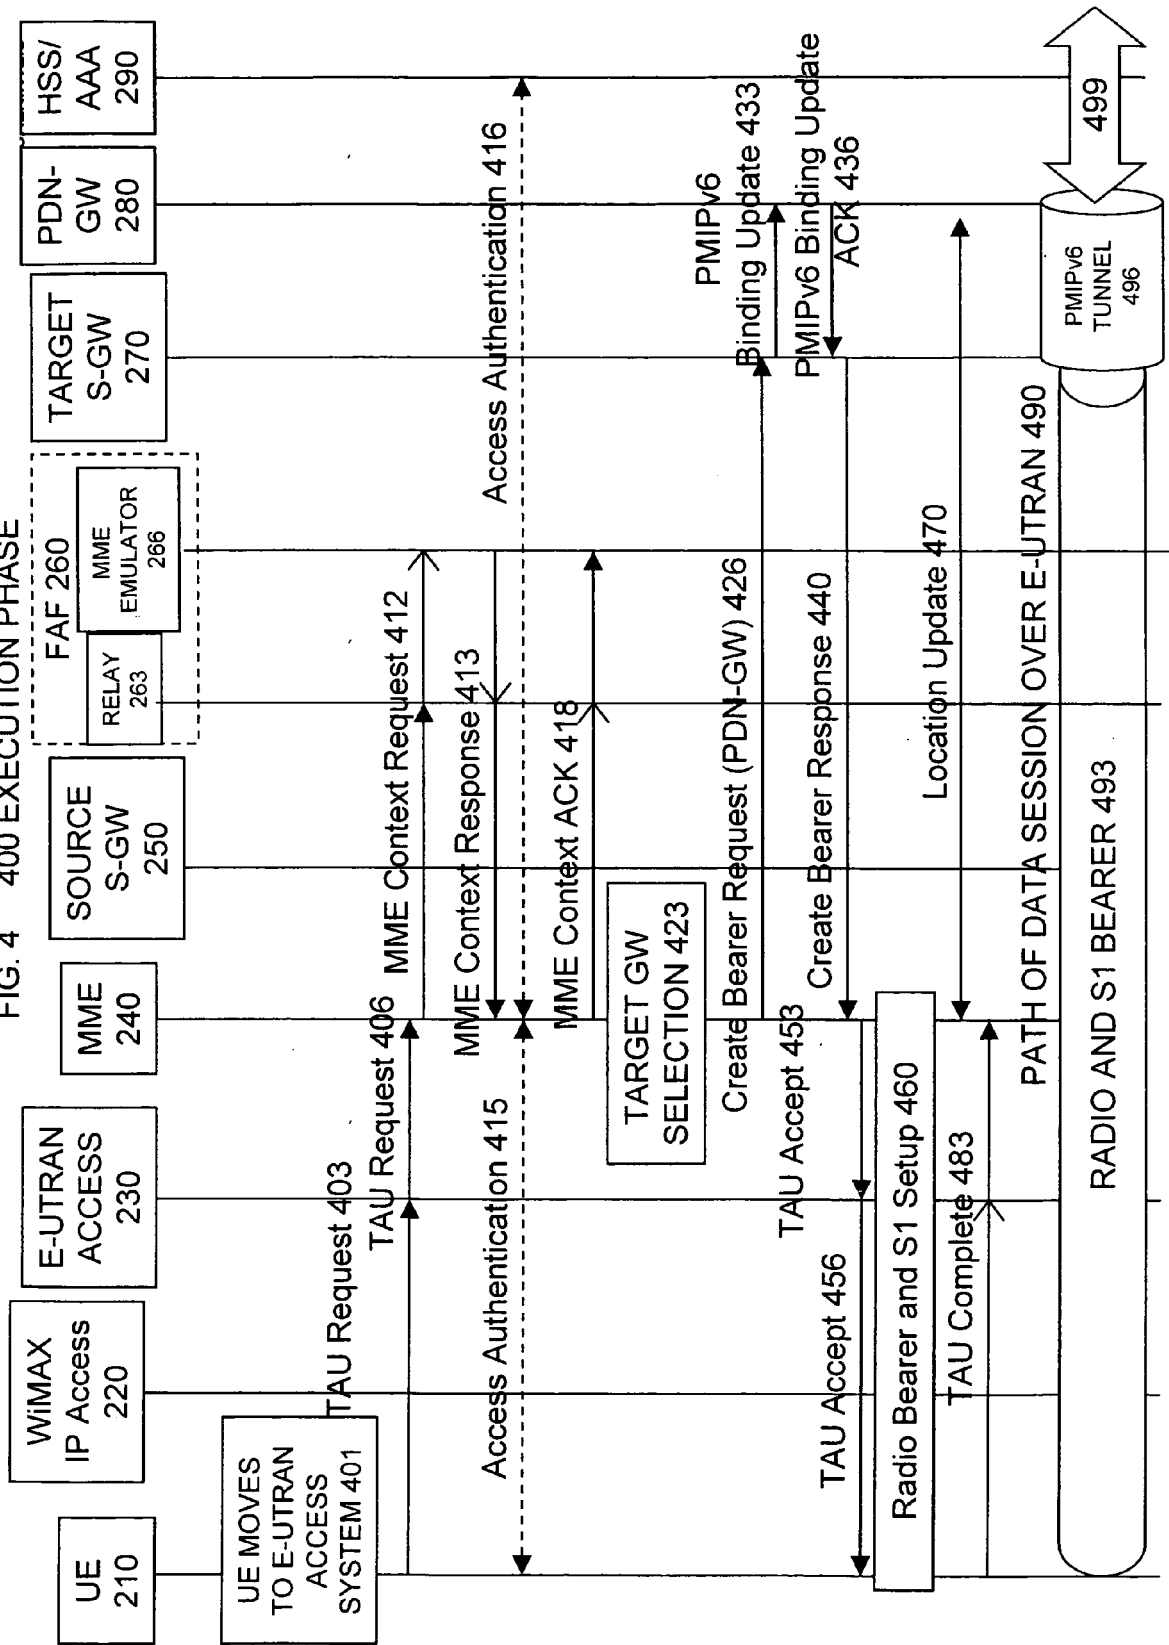 FIG. 4 400 EXECUTION PHASE
UE
210
WiMAX
IP Access
220
E-UTRAN
ACCESS
230
MME
240
SOURCE
S-GW
250
FAF 260
RELAY
263
MME
EMULATOR
266
TARGET
S-GW
270
PDN-
GW
280
HSS/
AAA
290
UE MOVES
TO E-UTRAN
ACCESS
SYSTEM 401
TAU Request 403
TAU Request 406
MME Context Request 412
MME Context Response 413
Access Authentication 415
Access Authentication 416
MME Context ACK 418
TARGET GW
SELECTION 423
Create Bearer Request (PDN-GW) 426
PMIPv6
Binding Update 433
PMIPv6 Binding Update
ACK 436
Create Bearer Response 440
TAU Accept 453
TAU Accept 456
Radio Bearer and S1 Setup 460
Location Update 470
TAU Complete 483
PATH OF DATA SESSION OVER E-UTRAN 490
RADIO AND S1 BEARER 493
PMIPv6
TUNNEL
496
499